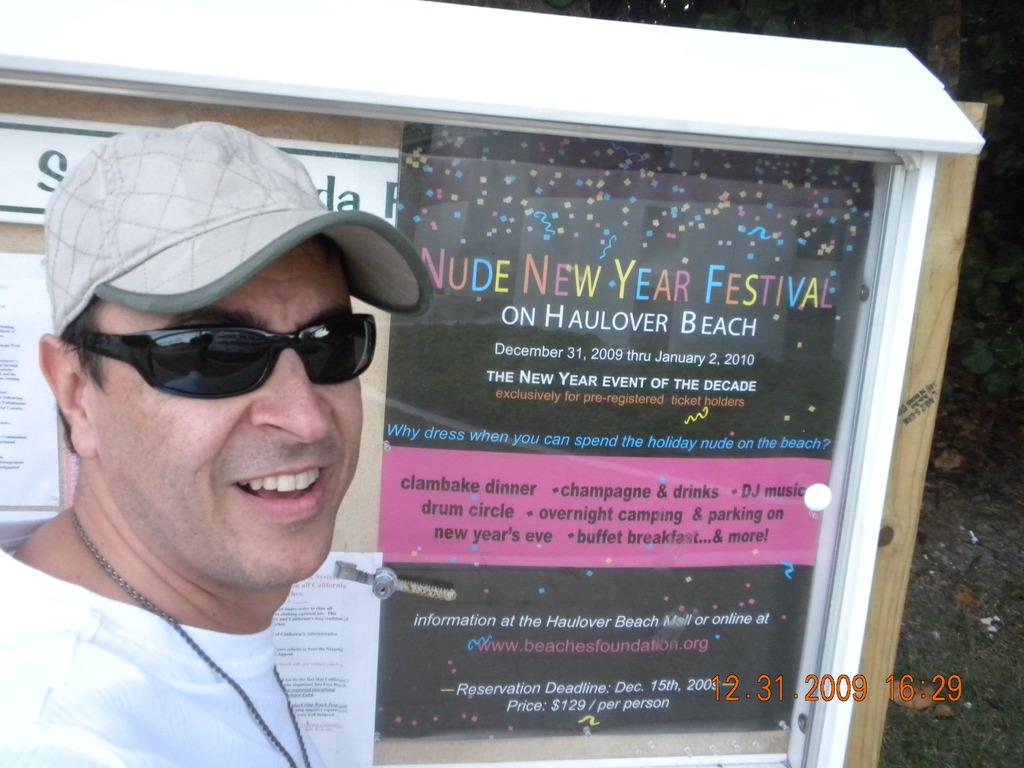 S
da F
NUDE NEW YEAR FESTIVAL
ON HAULOVER BEACH
December 31, 2009 thru January 2, 2010
THE NEW YEAR EVENT OF THE DECADE
exclusively for pre-registered ticket holders
Why dress when you can spend the holiday nude on the beach?
clambake dinner • champagne & drinks • DJ music
drum circle • overnight camping & parking on
new year's eve • buffet breakfast...& more!
information at the Haulover Beach Mall or online at
www.beachesfoundation.org
Reservation Deadline: Dec. 15th, 2009
Price: $129 / per person
12.31.2009 16:29